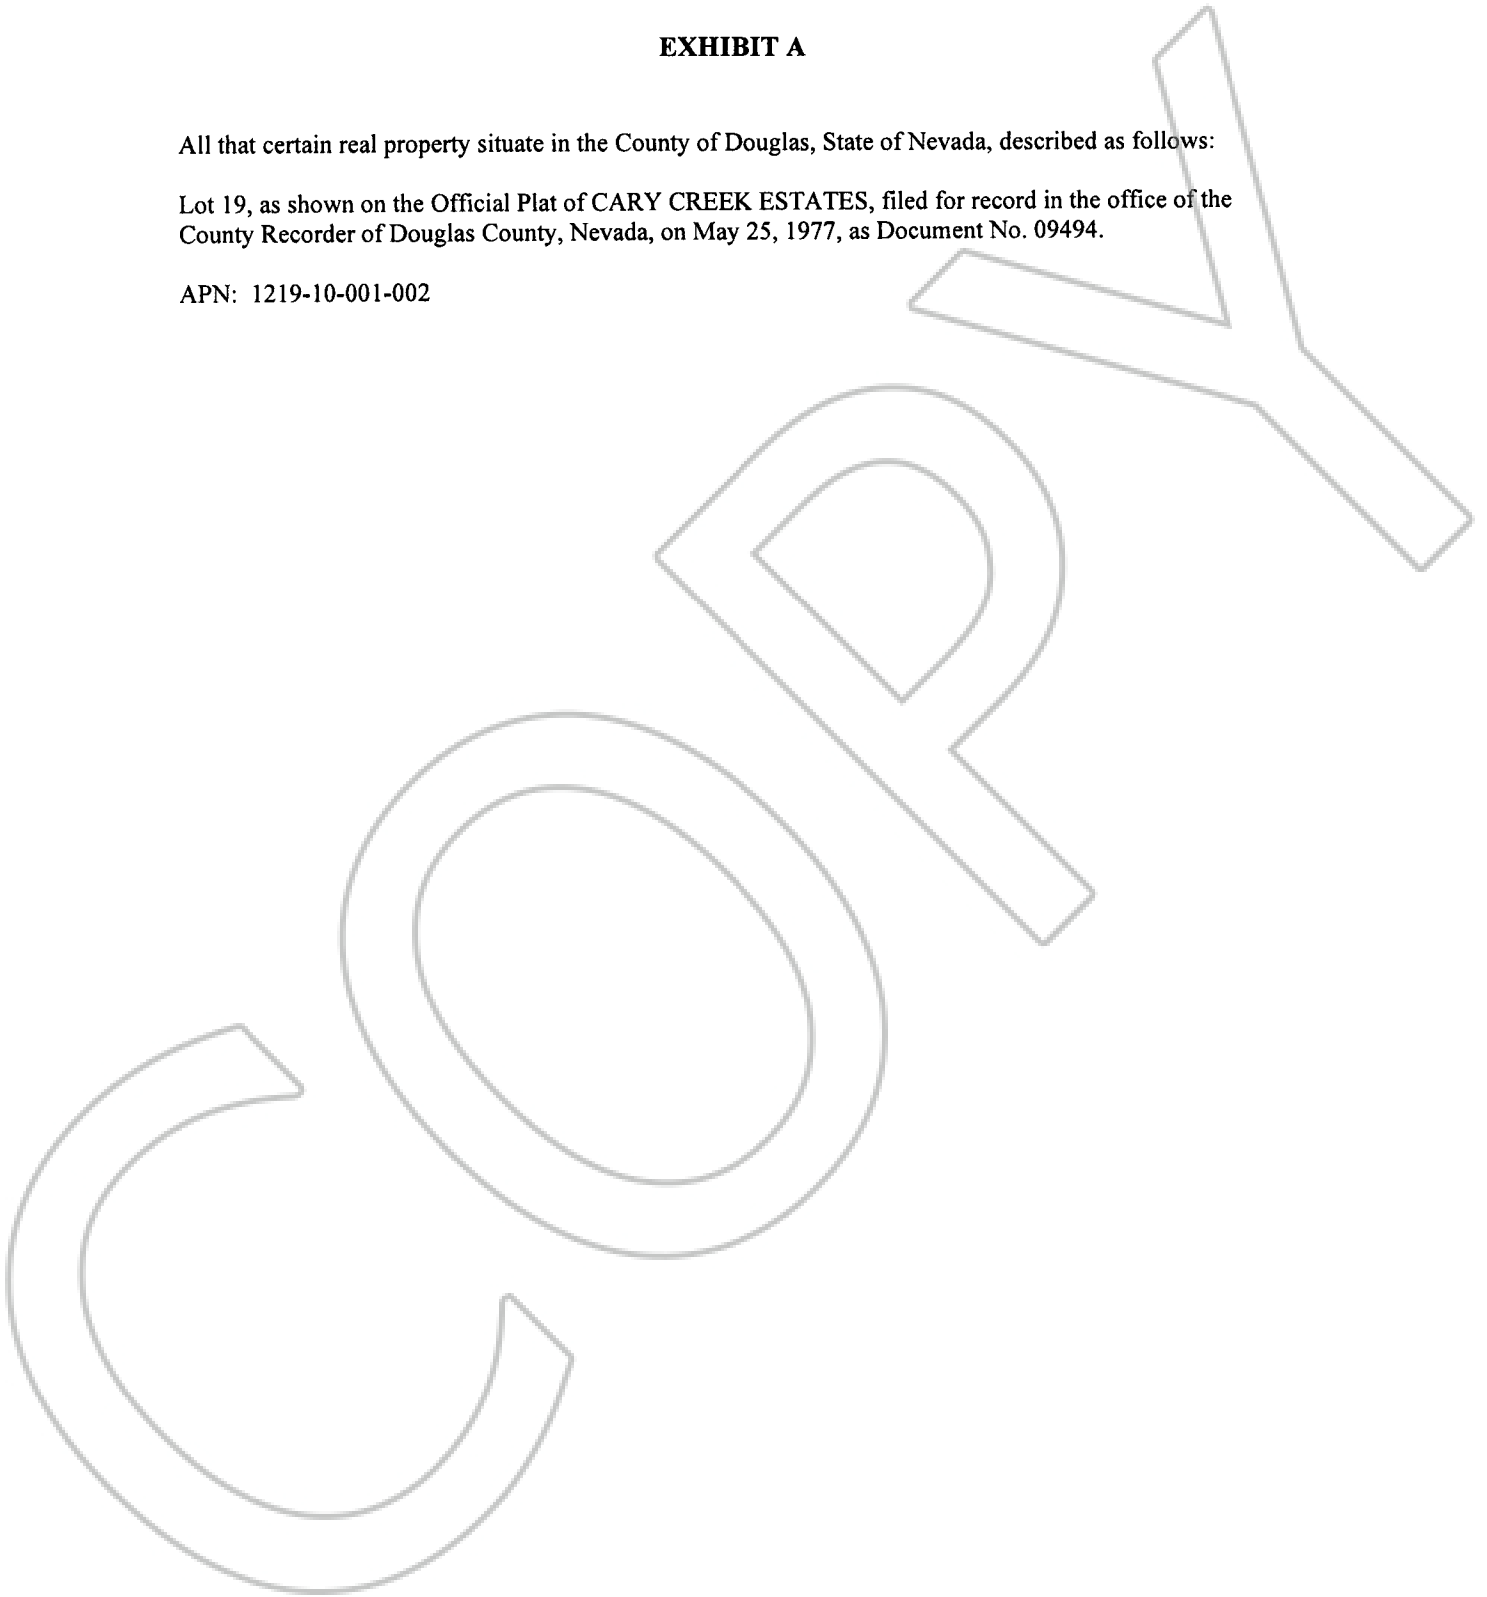 EXHIBIT A
All that certain real property situate in the County of Douglas, State of Nevada, described as follows:
Lot 19, as shown on the Official Plat of CARY CREEK ESTATES, filed for record in the office of the
County Recorder of Douglas County, Nevada, on May 25, 1977, as Document No. 09494.
APN: 1219-10-001-002
COPY